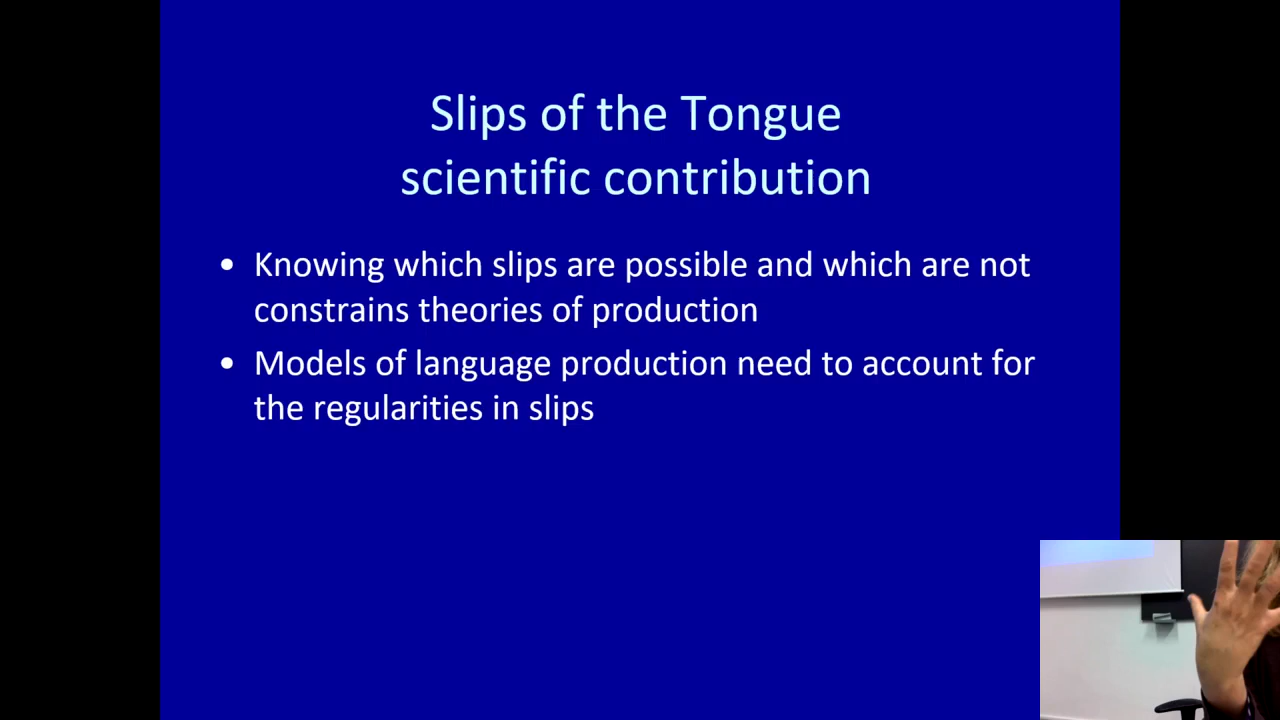 Slips of the Tongue
scientific contribution
• Knowing which slips are possible and which are not
constrains theories of production
• Models of language production need to account for
the regularities in slips